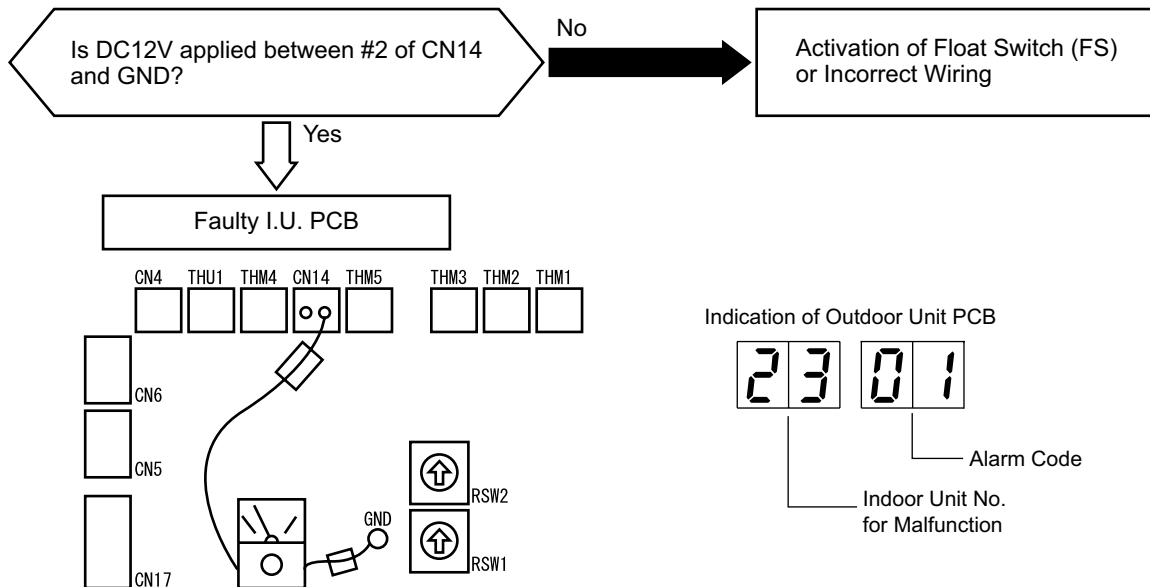 Is DC12V applied between #2 of CN14
and GND?
No
Activation of Float Switch (FS)
or Incorrect Wiring
Yes
Faulty I.U. PCB
CN4 THU1 THM4 CN14 THM5 THM3 THM2 THM1
CN6
CN5
CN17
GND
RSW2
RSW1
Indication of Outdoor Unit PCB
23 01
Alarm Code
Indoor Unit No.
for Malfunction